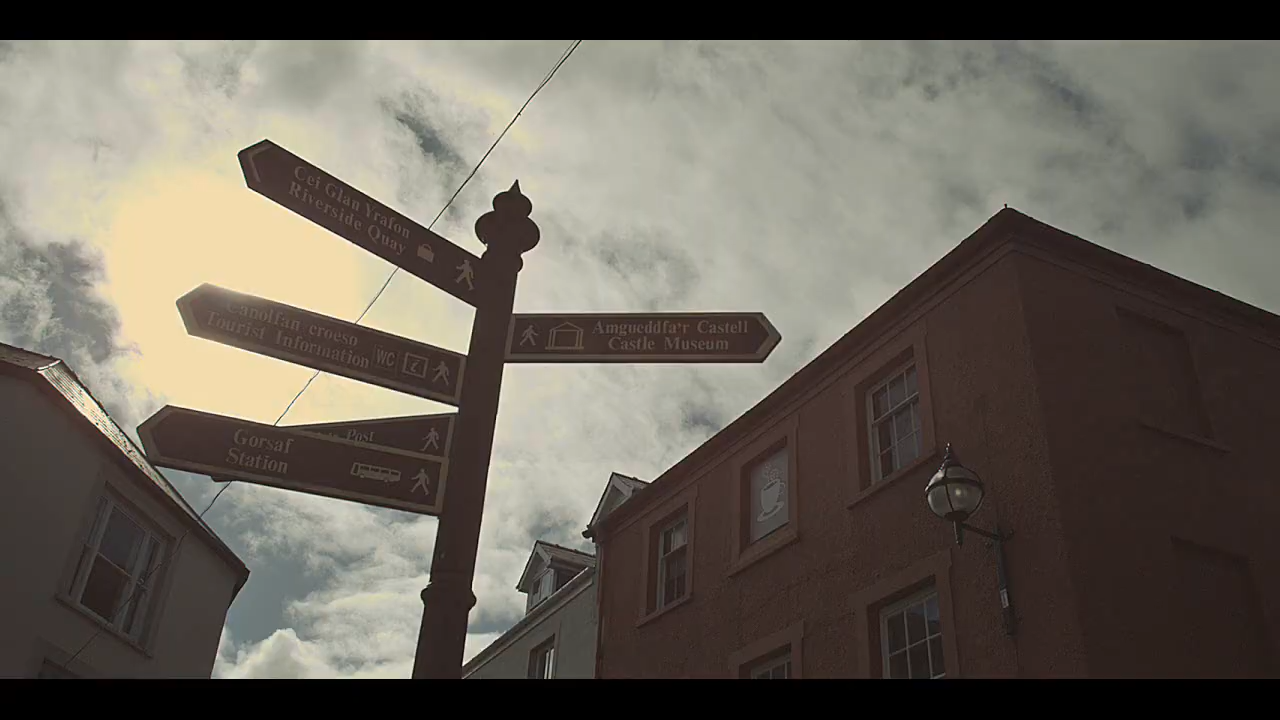 Cei Glan Yrafon
Riverside Quay
Canolfan croeso
Tourist Information
WC i
Amgueddfa'r Castell
Castle Museum
Post
Gorsaf
Station